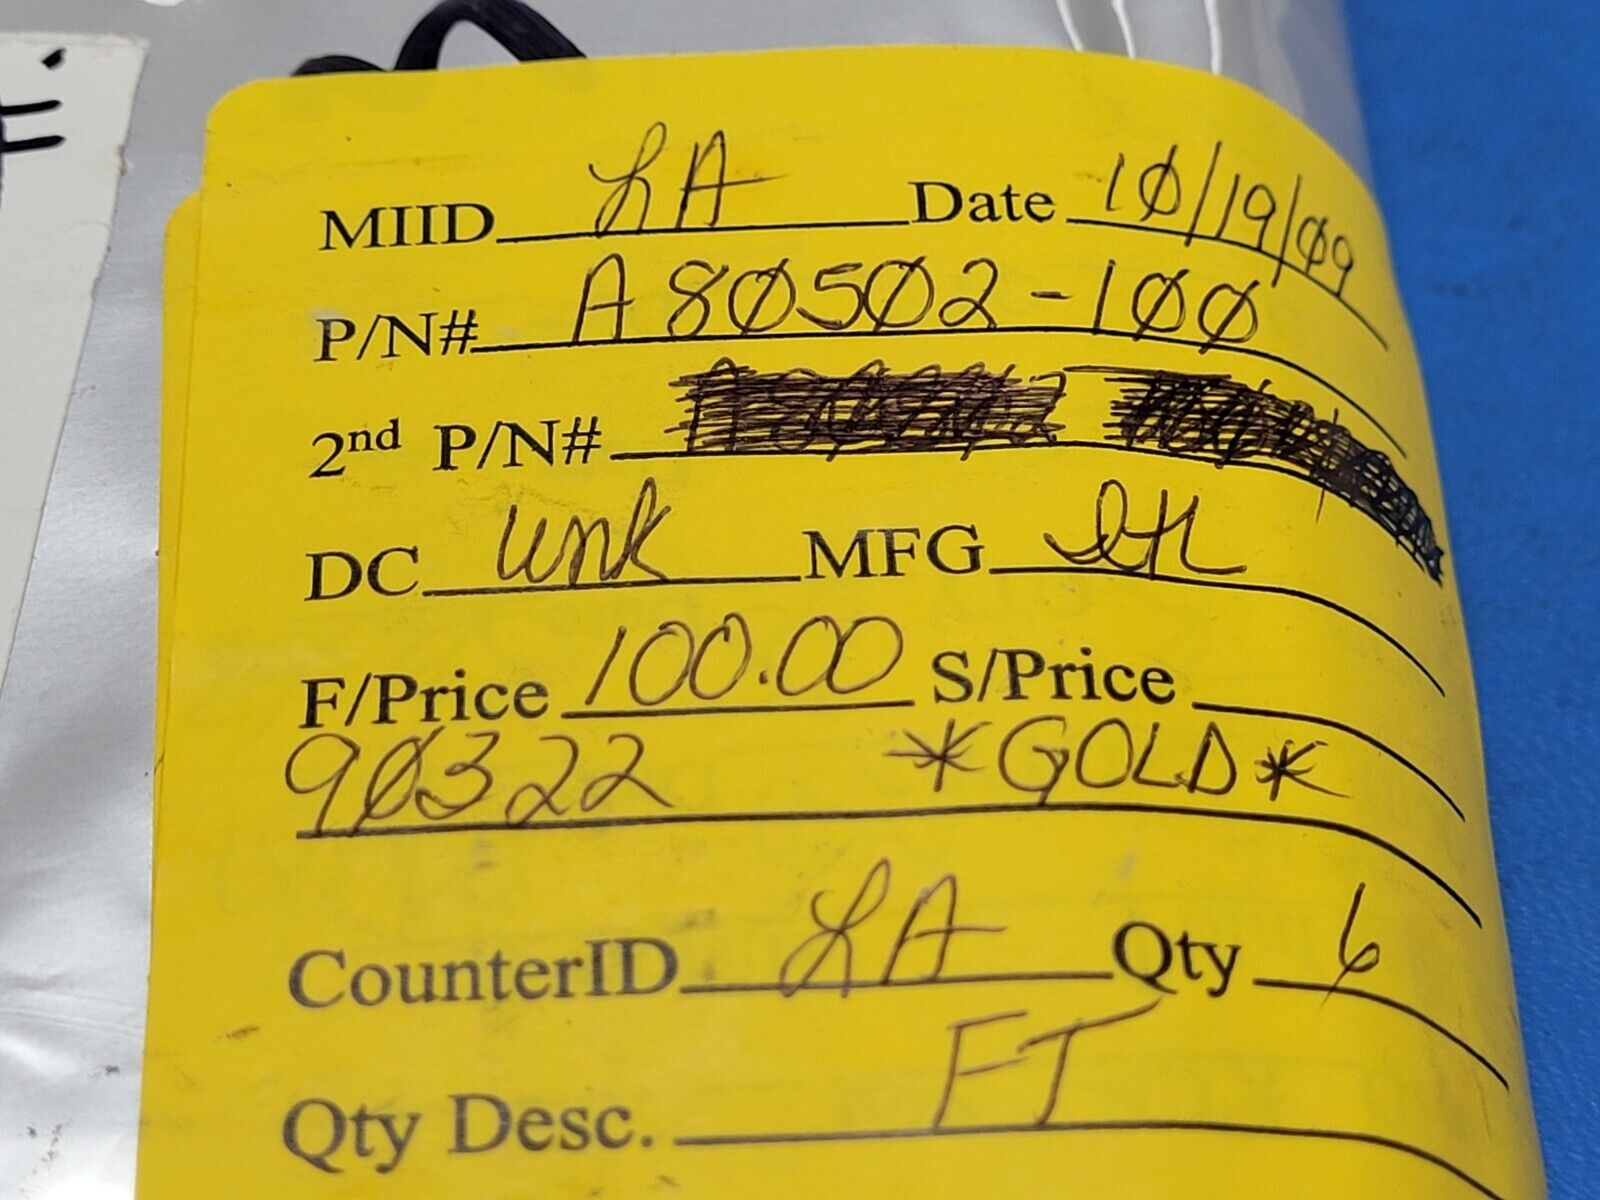 MIID LA Date 10/19/09
P/N# A80502-100
2nd P/N#
DC unk MFG
F/Price 100.00 S/Price
90322 *GOLD*
CounterID LA Qty 6
Qty Desc. FT